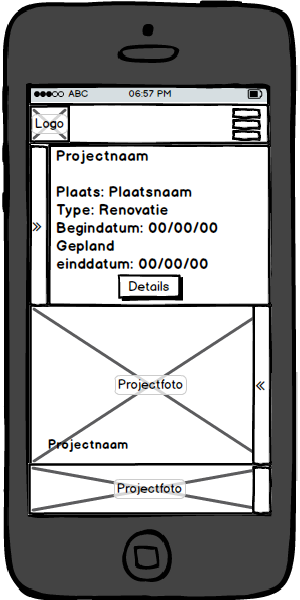 ABC 06:57 PM
Logo
Projectnaam
Plaats: Plaatsnaam
Type: Renovatie
Begindatum: 00/00/00
Gepland
einddatum: 00/00/00
»
Details
Projectfoto
«
Projectnaam
Projectfoto